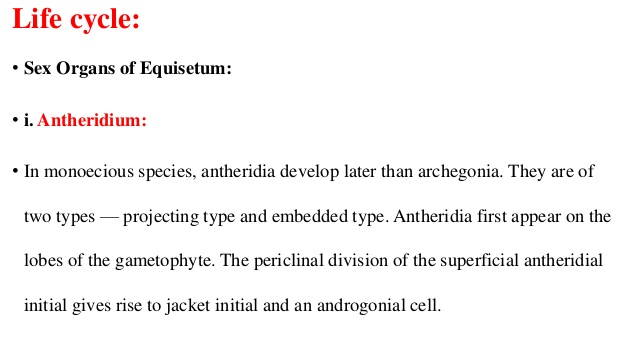 Life cycle:
• Sex Organs of Equisetum:
• i. Antheridium:
• In monoecious species, antheridia develop later than archegonia. They are of
two types — projecting type and embedded type. Antheridia first appear on the
lobes of the gametophyte. The periclinal division of the superficial antheridial
initial gives rise to jacket initial and an androgonial cell.